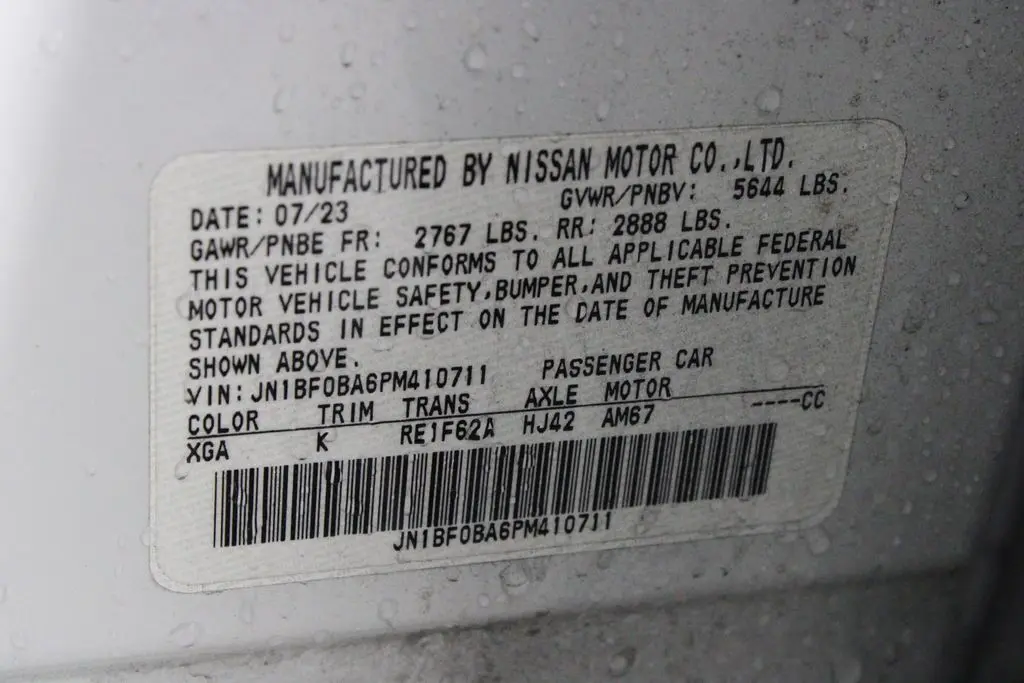 MANUFACTURED BY NISSAN MOTOR CO.,LTD.
DATE: 07/23 GVWR/PNBV: 5644 LBS.
GAWR/PNBE FR: 2767 LBS. RR: 2888 LBS.
THIS VEHICLE CONFORMS TO ALL APPLICABLE FEDERAL
MOTOR VEHICLE SAFETY,BUMPER,AND THEFT PREVENTION
STANDARDS IN EFFECT ON THE DATE OF MANUFACTURE
SHOWN ABOVE.
VIN: JN1BF0BA6PM410711 PASSENGER CAR
COLOR TRIM TRANS AXLE MOTOR
XGA K RE1F62A HJ42 AM67 ----CC
JN1BF0BA6PM410711